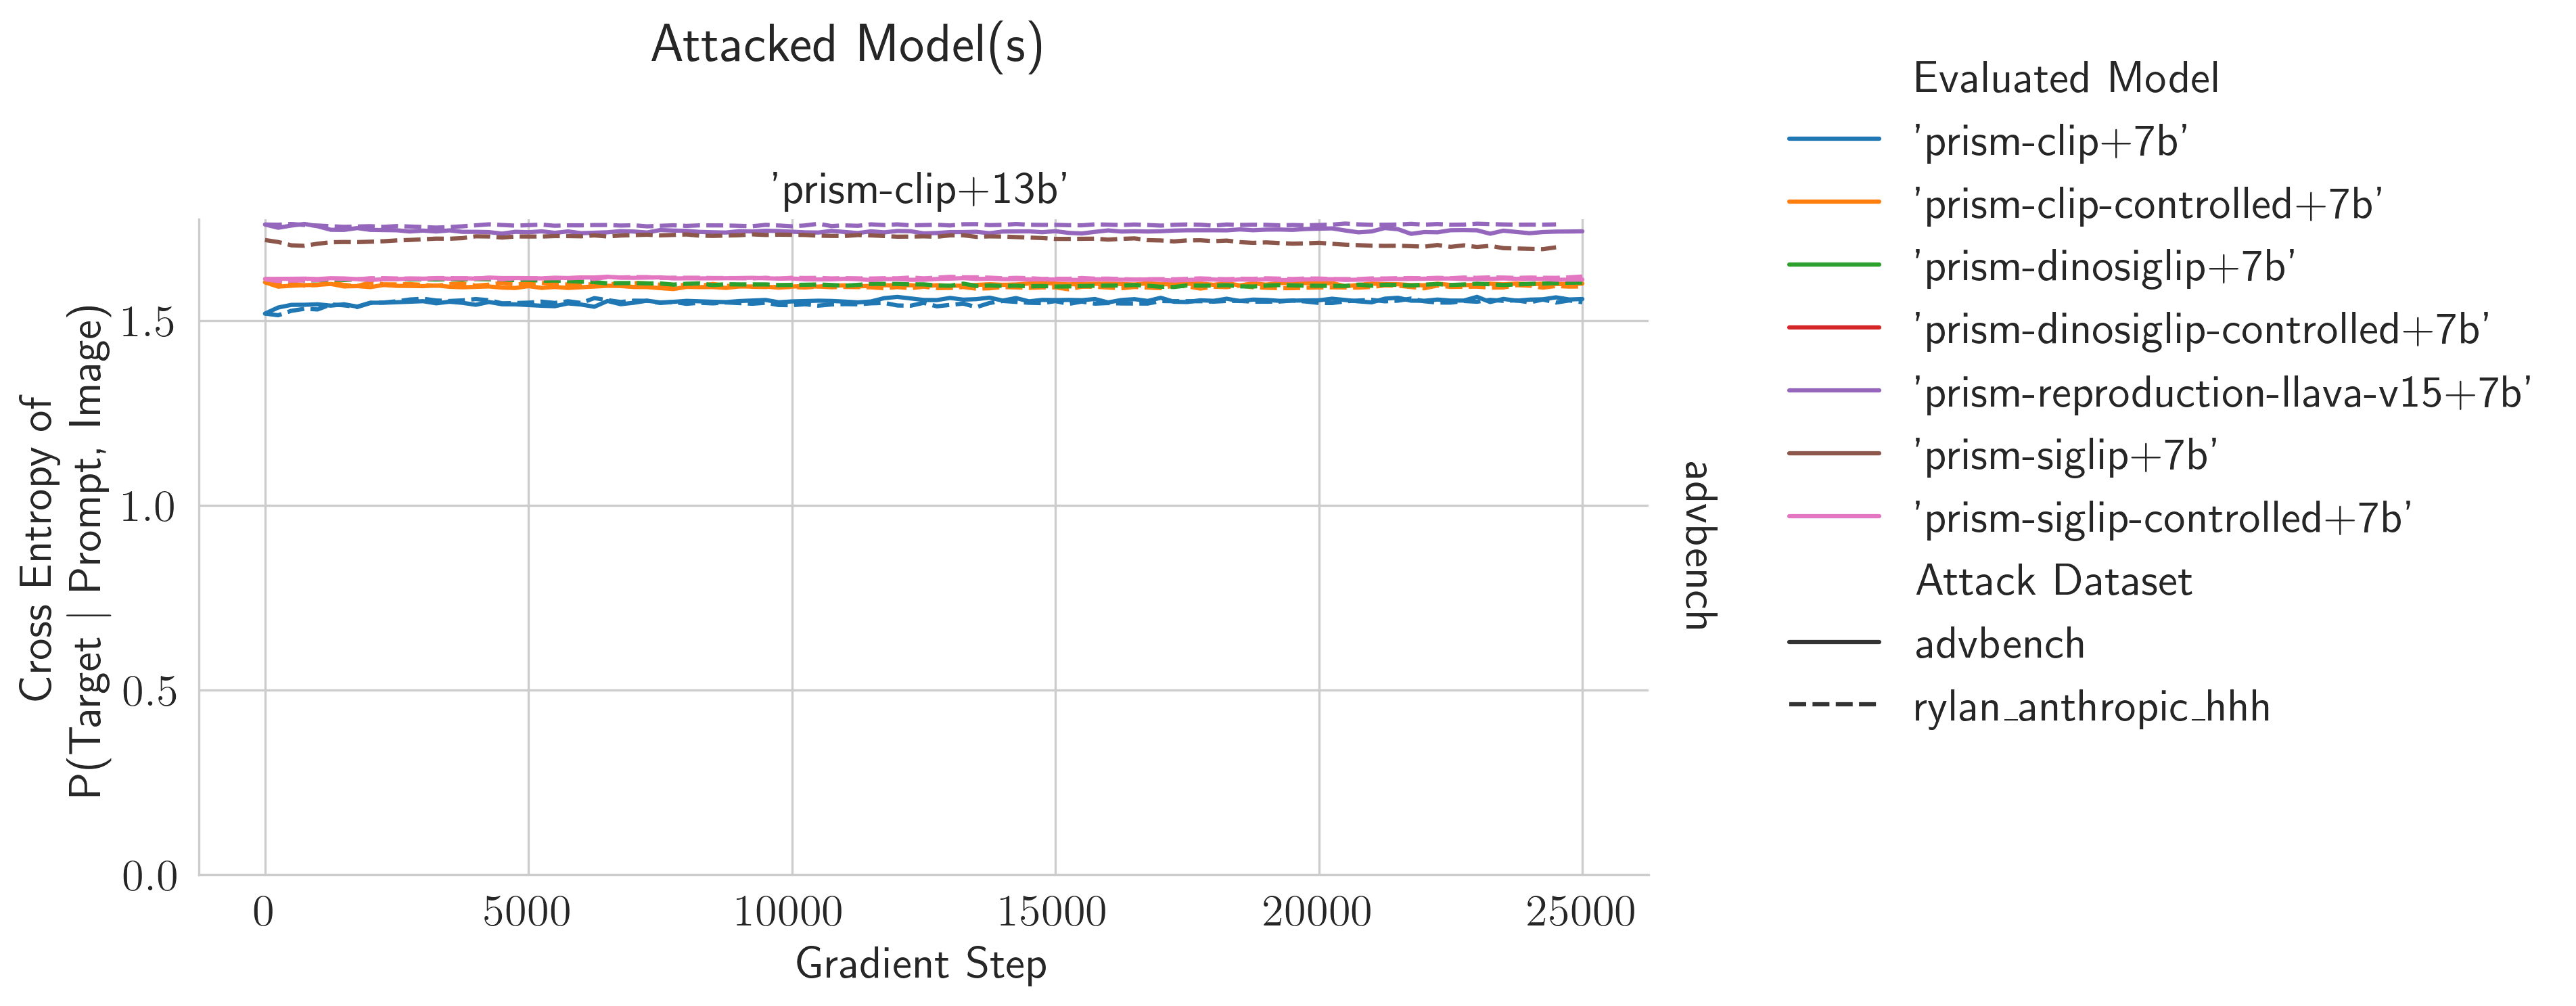 Attacked Model(s)
'prism-clip+13b'
Cross Entropy of
P(Target | Prompt, Image)
1.5
1.0
0.5
0.0
0
5000
10000
15000
20000
25000
Gradient Step
advbench
Evaluated Model
'prism-clip+7b'
'prism-clip-controlled+7b'
'prism-dinosiglip+7b'
'prism-dinosiglip-controlled+7b'
'prism-reproduction-llava-v15+7b'
'prism-siglip+7b'
'prism-siglip-controlled+7b'
Attack Dataset
advbench
rylan_anthropic_hhh